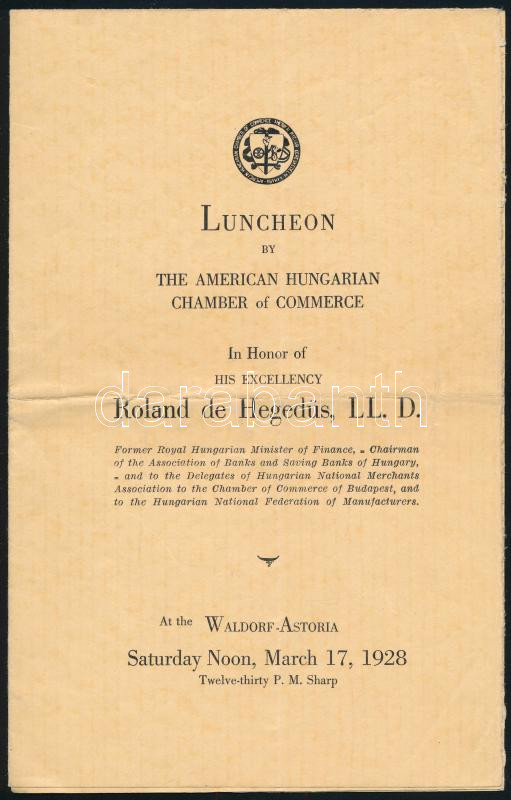 LUNCHEON
BY
THE AMERICAN HUNGARIAN
CHAMBER of COMMERCE
In Honor of
HIS EXCELLENCY
Roland de Hegedüs, LL. D.
darabanth
Former Royal Hungarian Minister of Finance, - Chairman
of the Association of Banks and Saving Banks of Hungary,
- and to the Delegates of Hungarian National Merchants
Association to the Chamber of Commerce of Budapest, and
to the Hungarian National Federation of Manufacturers.
At the WALDORF-ASTORIA
Saturday Noon, March 17, 1928
Twelve-thirty P. M. Sharp